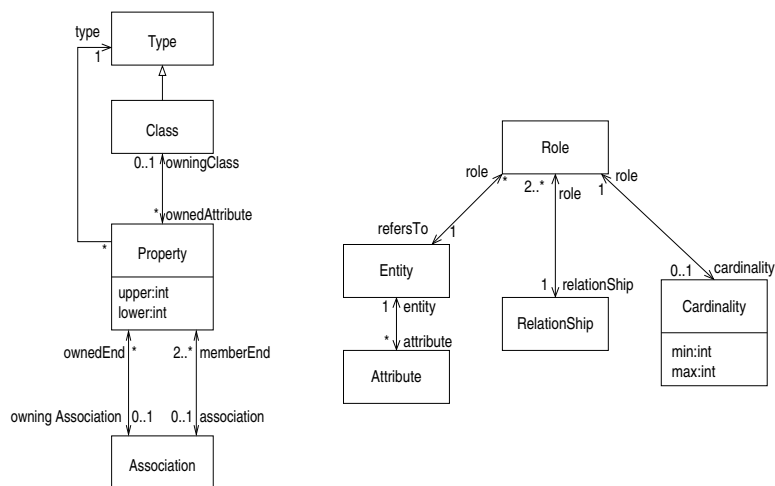 type
1
Type
Class
0..1
owningClass
*
ownedAttribute
*
Property
upper:int
lower:int
ownedEnd
*
2..*
memberEnd
owning Association
0..1
0..1
association
Association
Role
role
*
2..*
role
1
role
refersTo
1
Entity
1
entity
*
attribute
Attribute
1
relationShip
RelationShip
0..1
cardinality
Cardinality
min:int
max:int